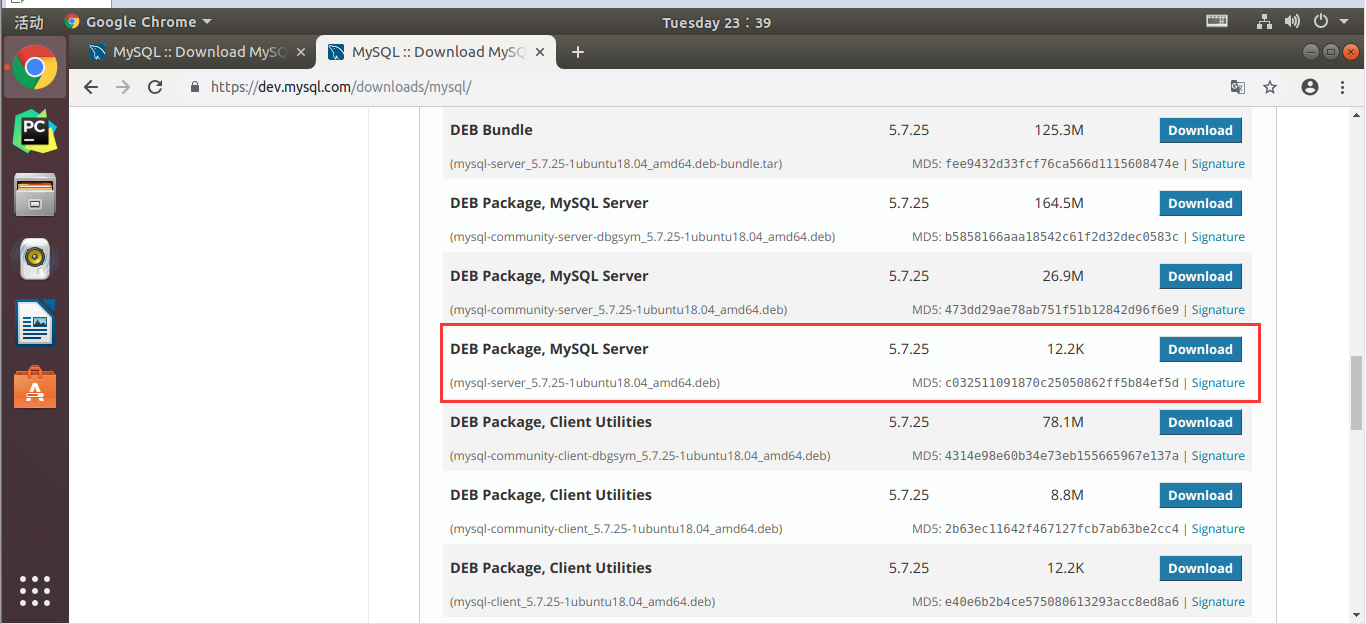 活动
Google Chrome
Tuesday 23：39
MySQL :: Download MySQ
MySQL :: Download MySQ
https://dev.mysql.com/downloads/mysql/
PC
DEB Bundle 5.7.25 125.3M Download
(mysql-server_5.7.25-1ubuntu18.04_amd64.deb-bundle.tar) MD5: fee9432d33fcf76ca566d1115608474e | Signature
DEB Package, MySQL Server 5.7.25 164.5M Download
(mysql-community-server-dbgsym_5.7.25-1ubuntu18.04_amd64.deb) MD5: b5858166aaa18542c61f2d32dec0583c | Signature
DEB Package, MySQL Server 5.7.25 26.9M Download
(mysql-community-server_5.7.25-1ubuntu18.04_amd64.deb) MD5: 473dd29ae78ab751f51b12842d96f6e9 | Signature
DEB Package, MySQL Server 5.7.25 12.2K Download
(mysql-server_5.7.25-1ubuntu18.04_amd64.deb) MD5: c032511091870c25050862ff5b84ef5d | Signature
DEB Package, Client Utilities 5.7.25 78.1M Download
(mysql-community-client-dbgsym_5.7.25-1ubuntu18.04_amd64.deb) MD5: 4314e98e60b34e73eb155665967e137a | Signature
DEB Package, Client Utilities 5.7.25 8.8M Download
(mysql-community-client_5.7.25-1ubuntu18.04_amd64.deb) MD5: 2b63ec11642f467127fcb7ab63be2cc4 | Signature
DEB Package, Client Utilities 5.7.25 12.2K Download
(mysql-client_5.7.25-1ubuntu18.04_amd64.deb) MD5: e40e6b2b4ce575080613293acc8ed8a6 | Signature